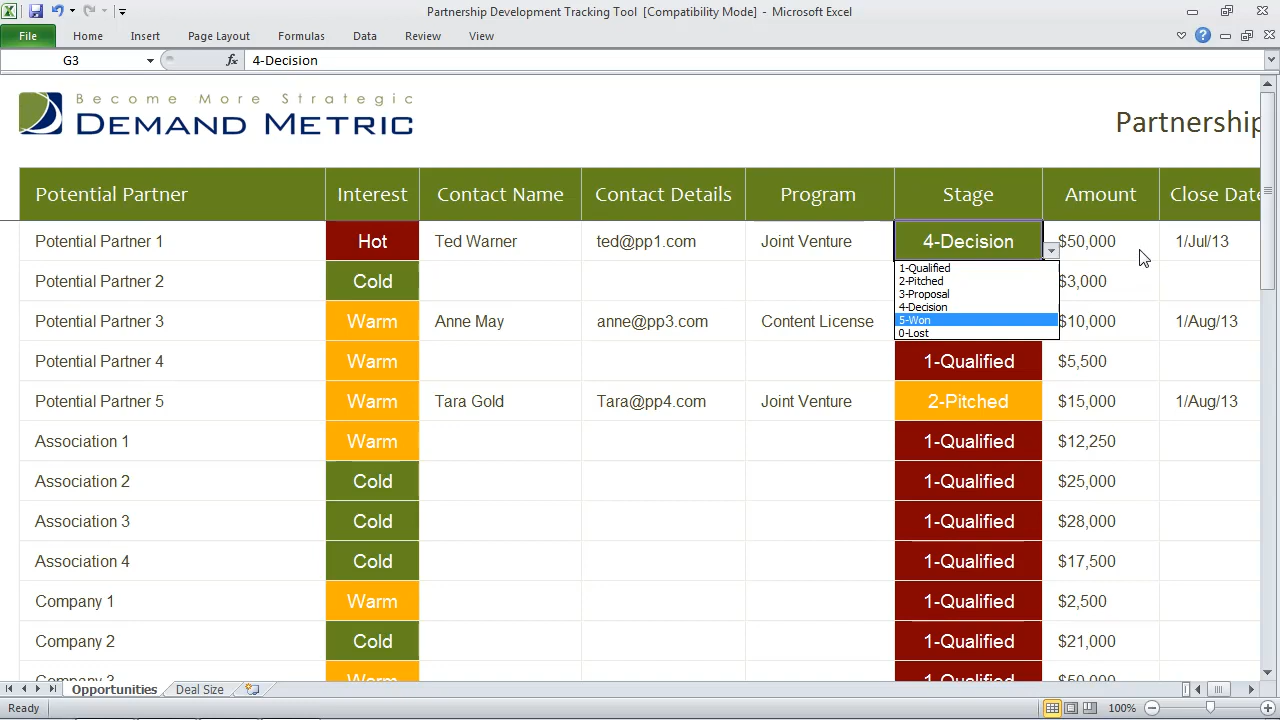 Partnership Development Tracking Tool [Compatibility Mode] - Microsoft Excel
File Home Insert Page Layout Formulas Data Review View
G3 fx 4-Decision
Become More Strategic
DEMAND METRIC
Partnership
Potential Partner Interest Contact Name Contact Details Program Stage Amount Close Date
Potential Partner 1 Hot Ted Warner ted@pp1.com Joint Venture 4-Decision $50,000 1/Jul/13
1-Qualified
Potential Partner 2 Cold 2-Pitched $3,000
3-Proposal
4-Decision
Potential Partner 3 Warm Anne May anne@pp3.com Content License 5-Won $10,000 1/Aug/13
0-Lost
Potential Partner 4 Warm 1-Qualified $5,500
Potential Partner 5 Warm Tara Gold Tara@pp4.com Joint Venture 2-Pitched $15,000 1/Aug/13
Association 1 Warm 1-Qualified $12,250
Association 2 Cold 1-Qualified $25,000
Association 3 Cold 1-Qualified $28,000
Association 4 Cold 1-Qualified $17,500
Company 1 Warm 1-Qualified $2,500
Company 2 Cold 1-Qualified $21,000
Company 3 Warm 1-Qualified $50,000
Opportunities Deal Size
Ready 100%